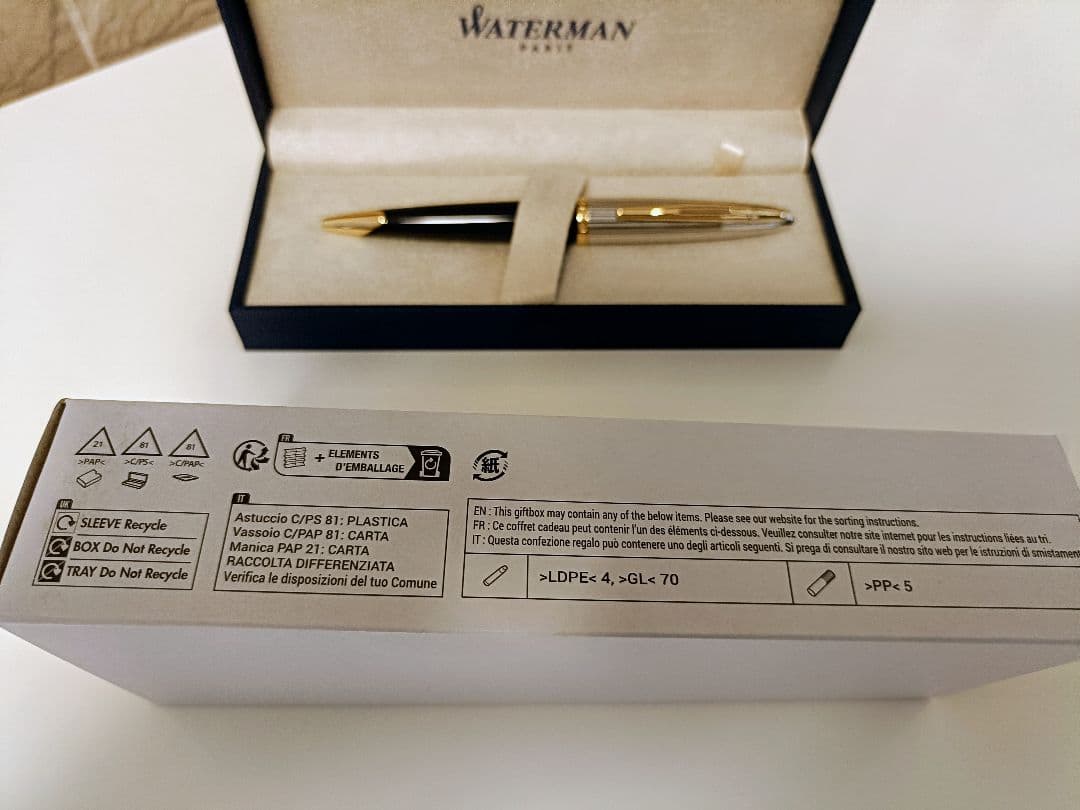 WATERMAN
PARIS
21 81 81
>PAP< >C/PS< >C/PAP<
FR
+ ELEMENTS
D'EMBALLAGE
紙
UK
SLEEVE Recycle
BOX Do Not Recycle
TRAY Do Not Recycle
IT
Astuccio C/PS 81: PLASTICA
Vassoio C/PAP 81: CARTA
Manica PAP 21: CARTA
RACCOLTA DIFFERENZIATA
Verifica le disposizioni del tuo Comune
EN : This giftbox may contain any of the below items. Please see our website for the sorting instructions.
FR : Ce coffret cadeau peut contenir l'un des éléments ci-dessous. Veuillez consulter notre site internet pour les instructions liées au tri.
IT : Questa confezione regalo può contenere uno degli articoli seguenti. Si prega di consultare il nostro sito web per le istruzioni di smistament
>LDPE< 4, >GL< 70
>PP< 5